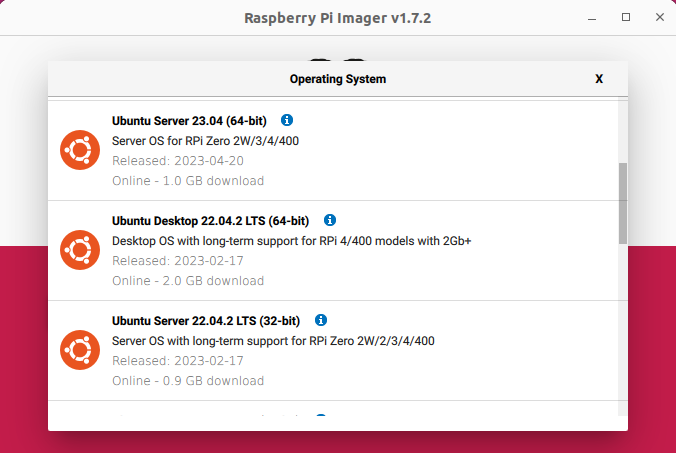 Raspberry Pi Imager v1.7.2
Operating System
X
Ubuntu Server 23.04 (64-bit)
Server OS for RPi Zero 2W/3/4/400
Released: 2023-04-20
Online - 1.0 GB download
Ubuntu Desktop 22.04.2 LTS (64-bit)
Desktop OS with long-term support for RPi 4/400 models with 2Gb+
Released: 2023-02-17
Online - 2.0 GB download
Ubuntu Server 22.04.2 LTS (32-bit)
Server OS with long-term support for RPi Zero 2W/2/3/4/400
Released: 2023-02-17
Online - 0.9 GB download